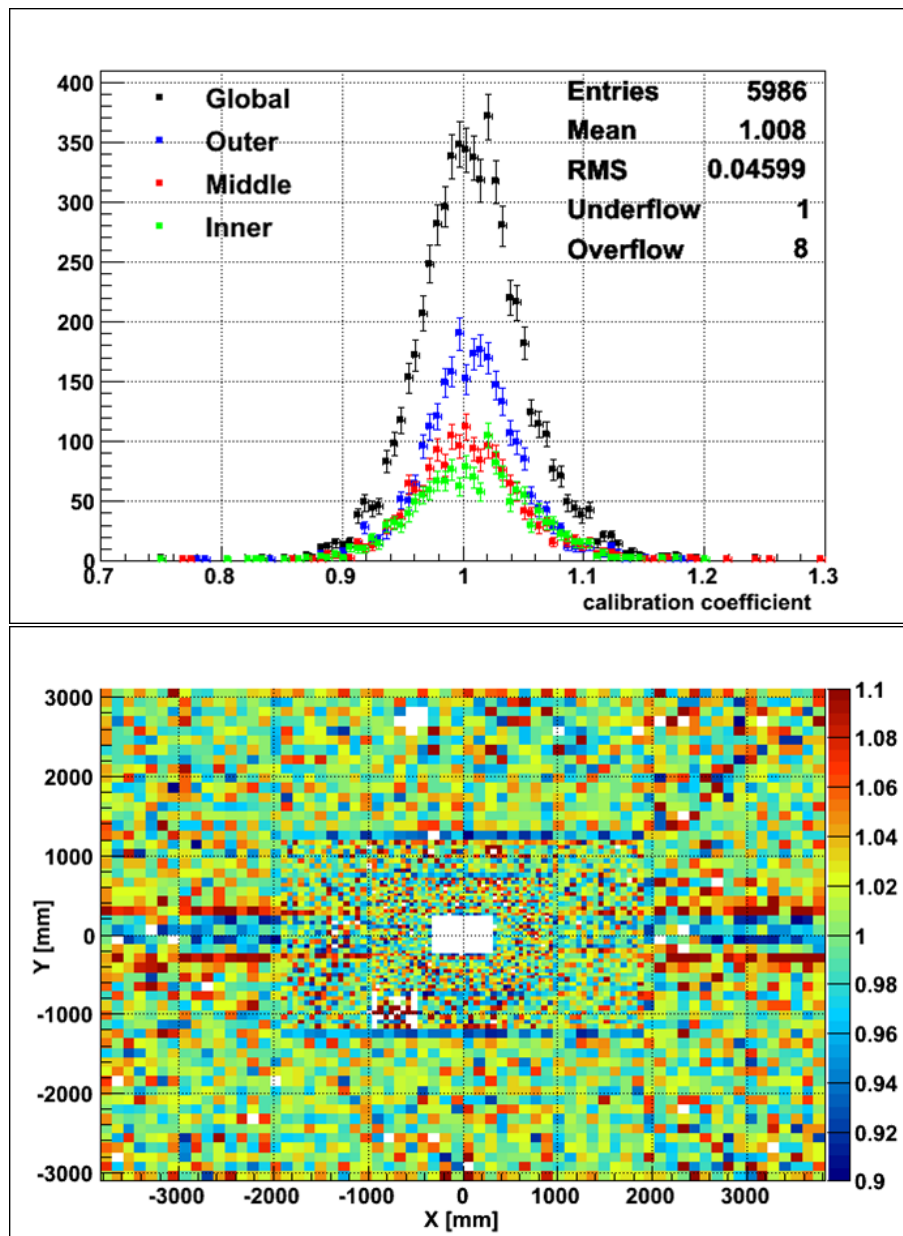 400
350
300
250
200
150
100
50
0
Global
Outer
Middle
Inner
Entries 5986
Mean 1.008
RMS 0.04599
Underflow 1
Overflow 8
0.7 0.8 0.9 1 1.1 1.2 1.3
calibration coefficient
3000
2000
1000
0
-1000
-2000
-3000
Y [mm]
-3000 -2000 -1000 0 1000 2000 3000
X [mm]
1.1
1.08
1.06
1.04
1.02
1
0.98
0.96
0.94
0.92
0.9